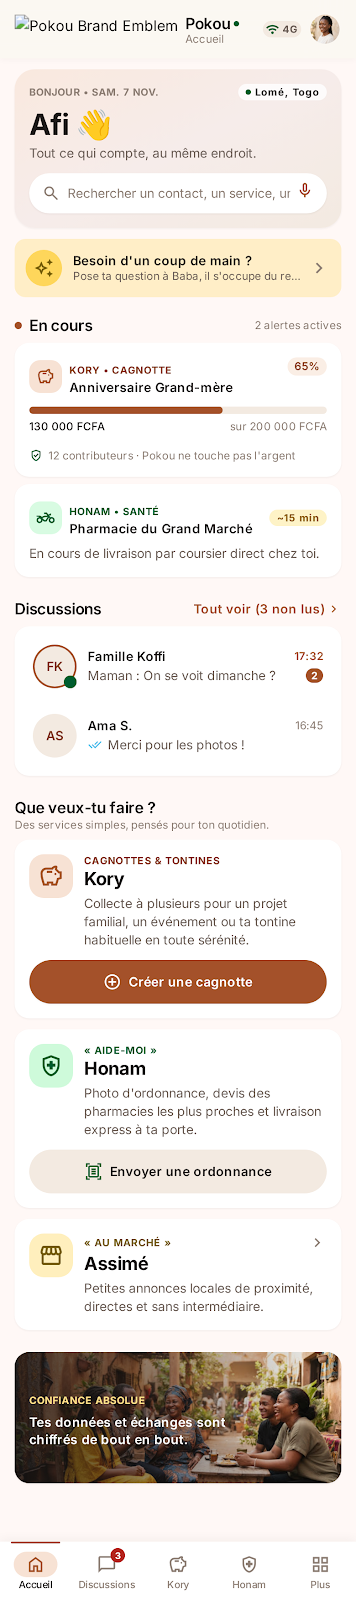 Pokou Brand Emblem
Pokou
4G
Accueil
BONJOUR • SAM. 7 NOV.
Lomé, Togo
Afi 👋
Tout ce qui compte, au même endroit.
Rechercher un contact, un service, ur
Besoin d'un coup de main ?
Pose ta question à Baba, il s'occupe du re...
En cours
2 alertes actives
KORY • CAGNOTTE
65%
Anniversaire Grand-mère
130 000 FCFA
sur 200 000 FCFA
12 contributeurs · Pokou ne touche pas l'argent
HONAM • SANTÉ
~15 min
Pharmacie du Grand Marché
En cours de livraison par coursier direct chez toi.
Discussions
Tout voir (3 non lus)
FK
Famille Koffi
17:32
Maman : On se voit dimanche ?
2
AS
Ama S.
16:45
Merci pour les photos !
Que veux-tu faire ?
Des services simples, pensés pour ton quotidien.
CAGNOTTES & TONTINES
Kory
Collecte à plusieurs pour un projet
familial, un événement ou ta tontine
habituelle en toute sérénité.
Créer une cagnotte
« AIDE-MOI »
Honam
Photo d'ordonnance, devis des
pharmacies les plus proches et livraison
express à ta porte.
Envoyer une ordonnance
« AU MARCHÉ »
Assimé
Petites annonces locales de proximité,
directes et sans intermédiaire.
CONFIANCE ABSOLUE
Tes données et échanges sont
chiffrés de bout en bout.
3
Accueil
Discussions
Kory
Honam
Plus